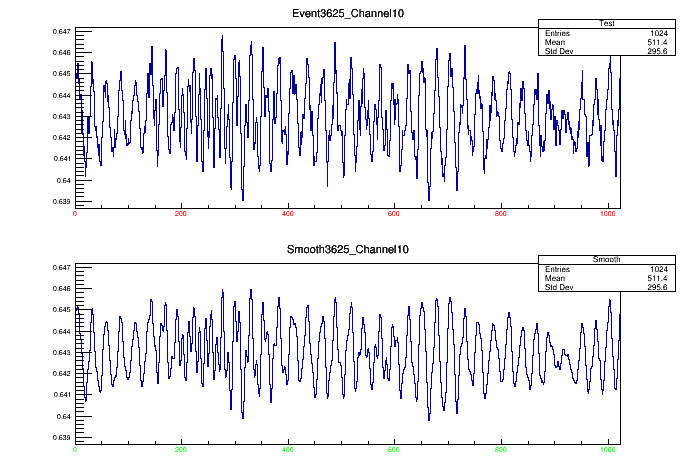 Event3625_Channel10
Test
Entries 1024
Mean 511.4
Std Dev 295.6
0.647
0.646
0.645
0.644
0.643
0.642
0.641
0.64
0.639
0 200 400 600 800 1000
Smooth3625_Channel10
Smooth
Entries 1024
Mean 511.4
Std Dev 295.6
0.647
0.646
0.645
0.644
0.643
0.642
0.641
0.64
0.639
0 200 400 600 800 1000